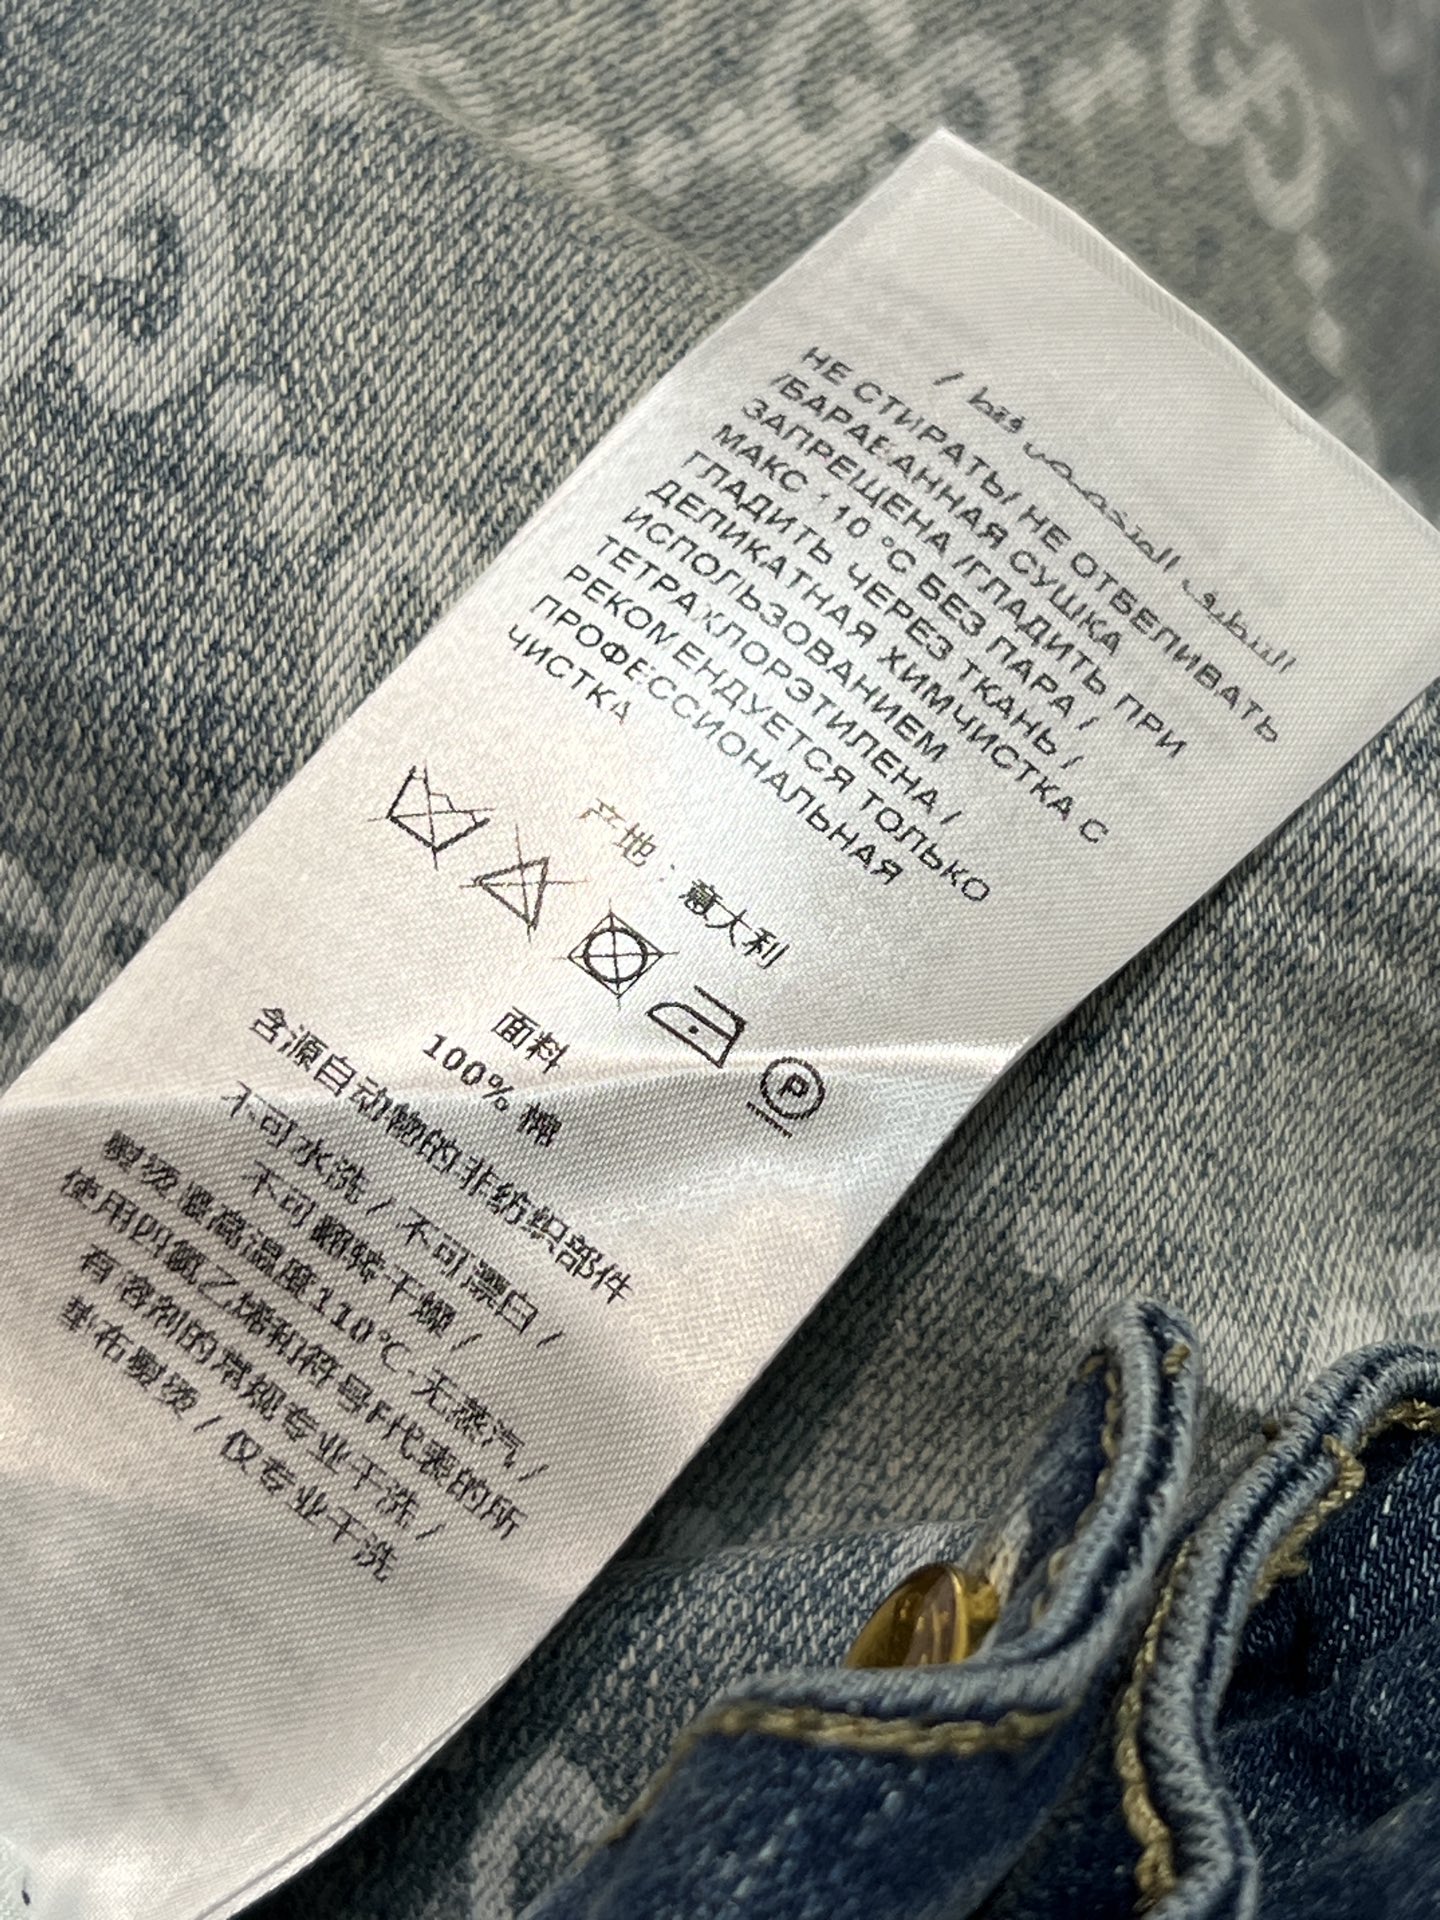 التنظيف المتخصص فقط /
НЕ СТИРАТЬ/ НЕ ОТБЕЛИВАТЬ
/БАРАБАННАЯ СУШКА
ЗАПРЕЩЕНА /ГЛАДИТЬ ПРИ
МАКС 110 °C БЕЗ ПАРА /
ГЛАДИТЬ ЧЕРЕЗ ТКАНЬ /
ДЕЛИКАТНАЯ ХИМЧИСТКА С
ИСПОЛЬЗОВАНИЕМ
ТЕТРАХЛОРЭТИЛЕНА /
РЕКОМЕНДУЕТСЯ ТОЛЬКО
ПРОФЕССИОНАЛЬНАЯ
ЧИСТКА
产地：意大利
P
面料
100% 棉
含源自动物的非纺织部件
不可水洗 / 不可漂白 /
不可翻转干燥 /
熨烫最高温度110°C.无蒸汽 /
使用四氯乙烯和符号F代表的所
有溶剂的常规专业干洗 /
垫布熨烫 / 仅专业干洗